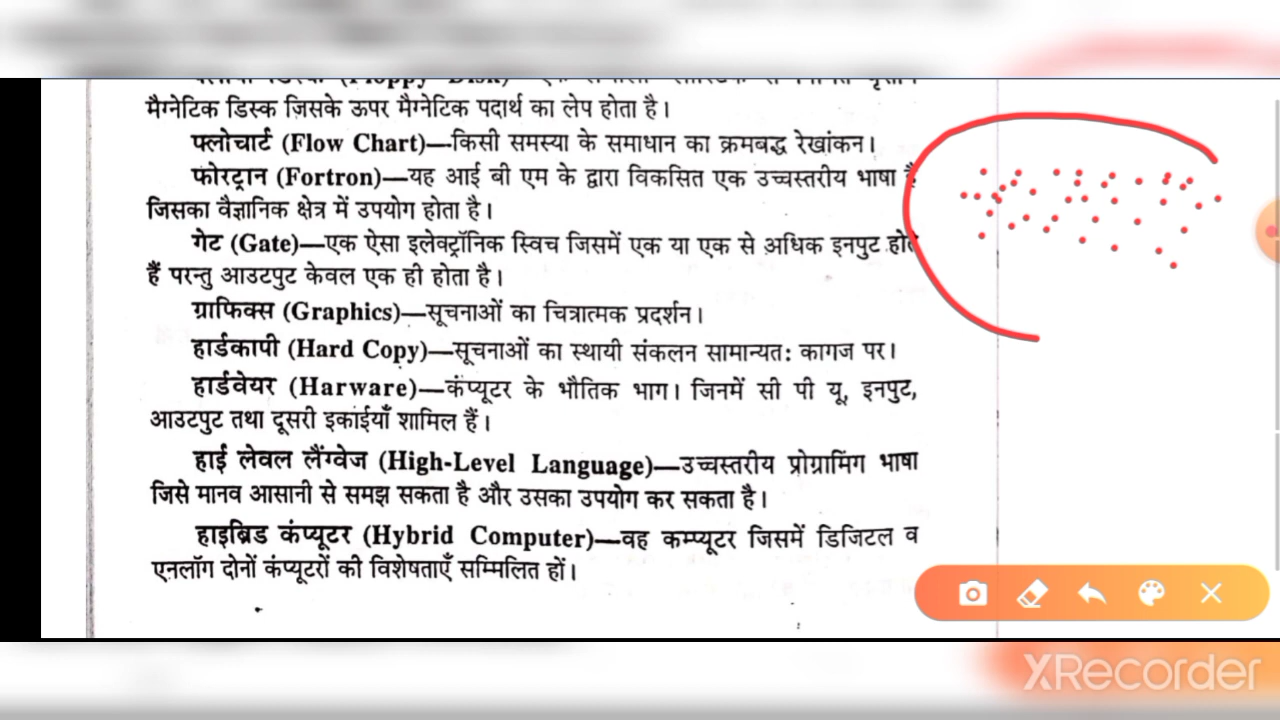 (Floppy Disk)
मैग्नेटिक डिस्क जिसके ऊपर मैग्नेटिक पदार्थ का लेप होता है।
फ्लोचार्ट (Flow Chart)—किसी समस्या के समाधान का क्रमबद्ध रेखांकन।
फोरट्रान (Fortron)—यह आई बी एम के द्वारा विकसित एक उच्चस्तरीय भाषा है
जिसका वैज्ञानिक क्षेत्र में उपयोग होता है।
गेट (Gate)—एक ऐसा इलेक्ट्रॉनिक स्विच जिसमें एक या एक से अधिक इनपुट होते
हैं परन्तु आउटपुट केवल एक ही होता है।
ग्राफिक्स (Graphics)—सूचनाओं का चित्रात्मक प्रदर्शन।
हार्डकापी (Hard Copy)—सूचनाओं का स्थायी संकलन सामान्यत: कागज पर।
हार्डवेयर (Harware)—कंप्यूटर के भौतिक भाग। जिनमें सी पी यू, इनपुट,
आउटपुट तथा दूसरी इकाईयाँ शामिल हैं।
हाई लेवल लैंग्वेज (High-Level Language)—उच्चस्तरीय प्रोग्रामिंग भाषा
जिसे मानव आसानी से समझ सकता है और उसका उपयोग कर सकता है।
हाइब्रिड कंप्यूटर (Hybrid Computer)—वह कम्प्यूटर जिसमें डिजिटल व
एनलॉग दोनों कंप्यूटरों की विशेषताएँ सम्मिलित हों।
XRecorder